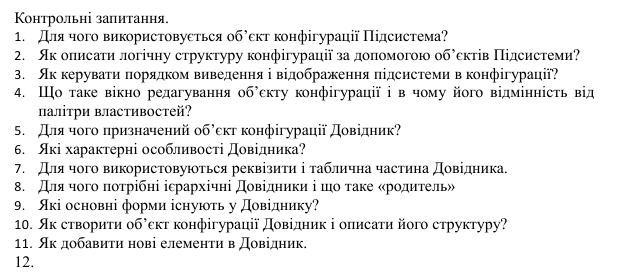 Контрольні запитання.
1. Для чого використовується об’єкт конфігурації Підсистема?
2. Як описати логічну структуру конфігурації за допомогою об’єктів Підсистеми?
3. Як керувати порядком виведення і відображення підсистеми в конфігурації?
4. Що таке вікно редагування об’єкту конфігурації і в чому його відмінність від
палітри властивостей?
5. Для чого призначений об’єкт конфігурації Довідник?
6. Які характерні особливості Довідника?
7. Для чого використовуються реквізити і таблична частина Довідника.
8. Для чого потрібні ієрархічні Довідники і що таке «родитель»
9. Які основні форми існують у Довіднику?
10. Як створити об’єкт конфігурації Довідник і описати його структуру?
11. Як добавити нові елементи в Довідник.
12.